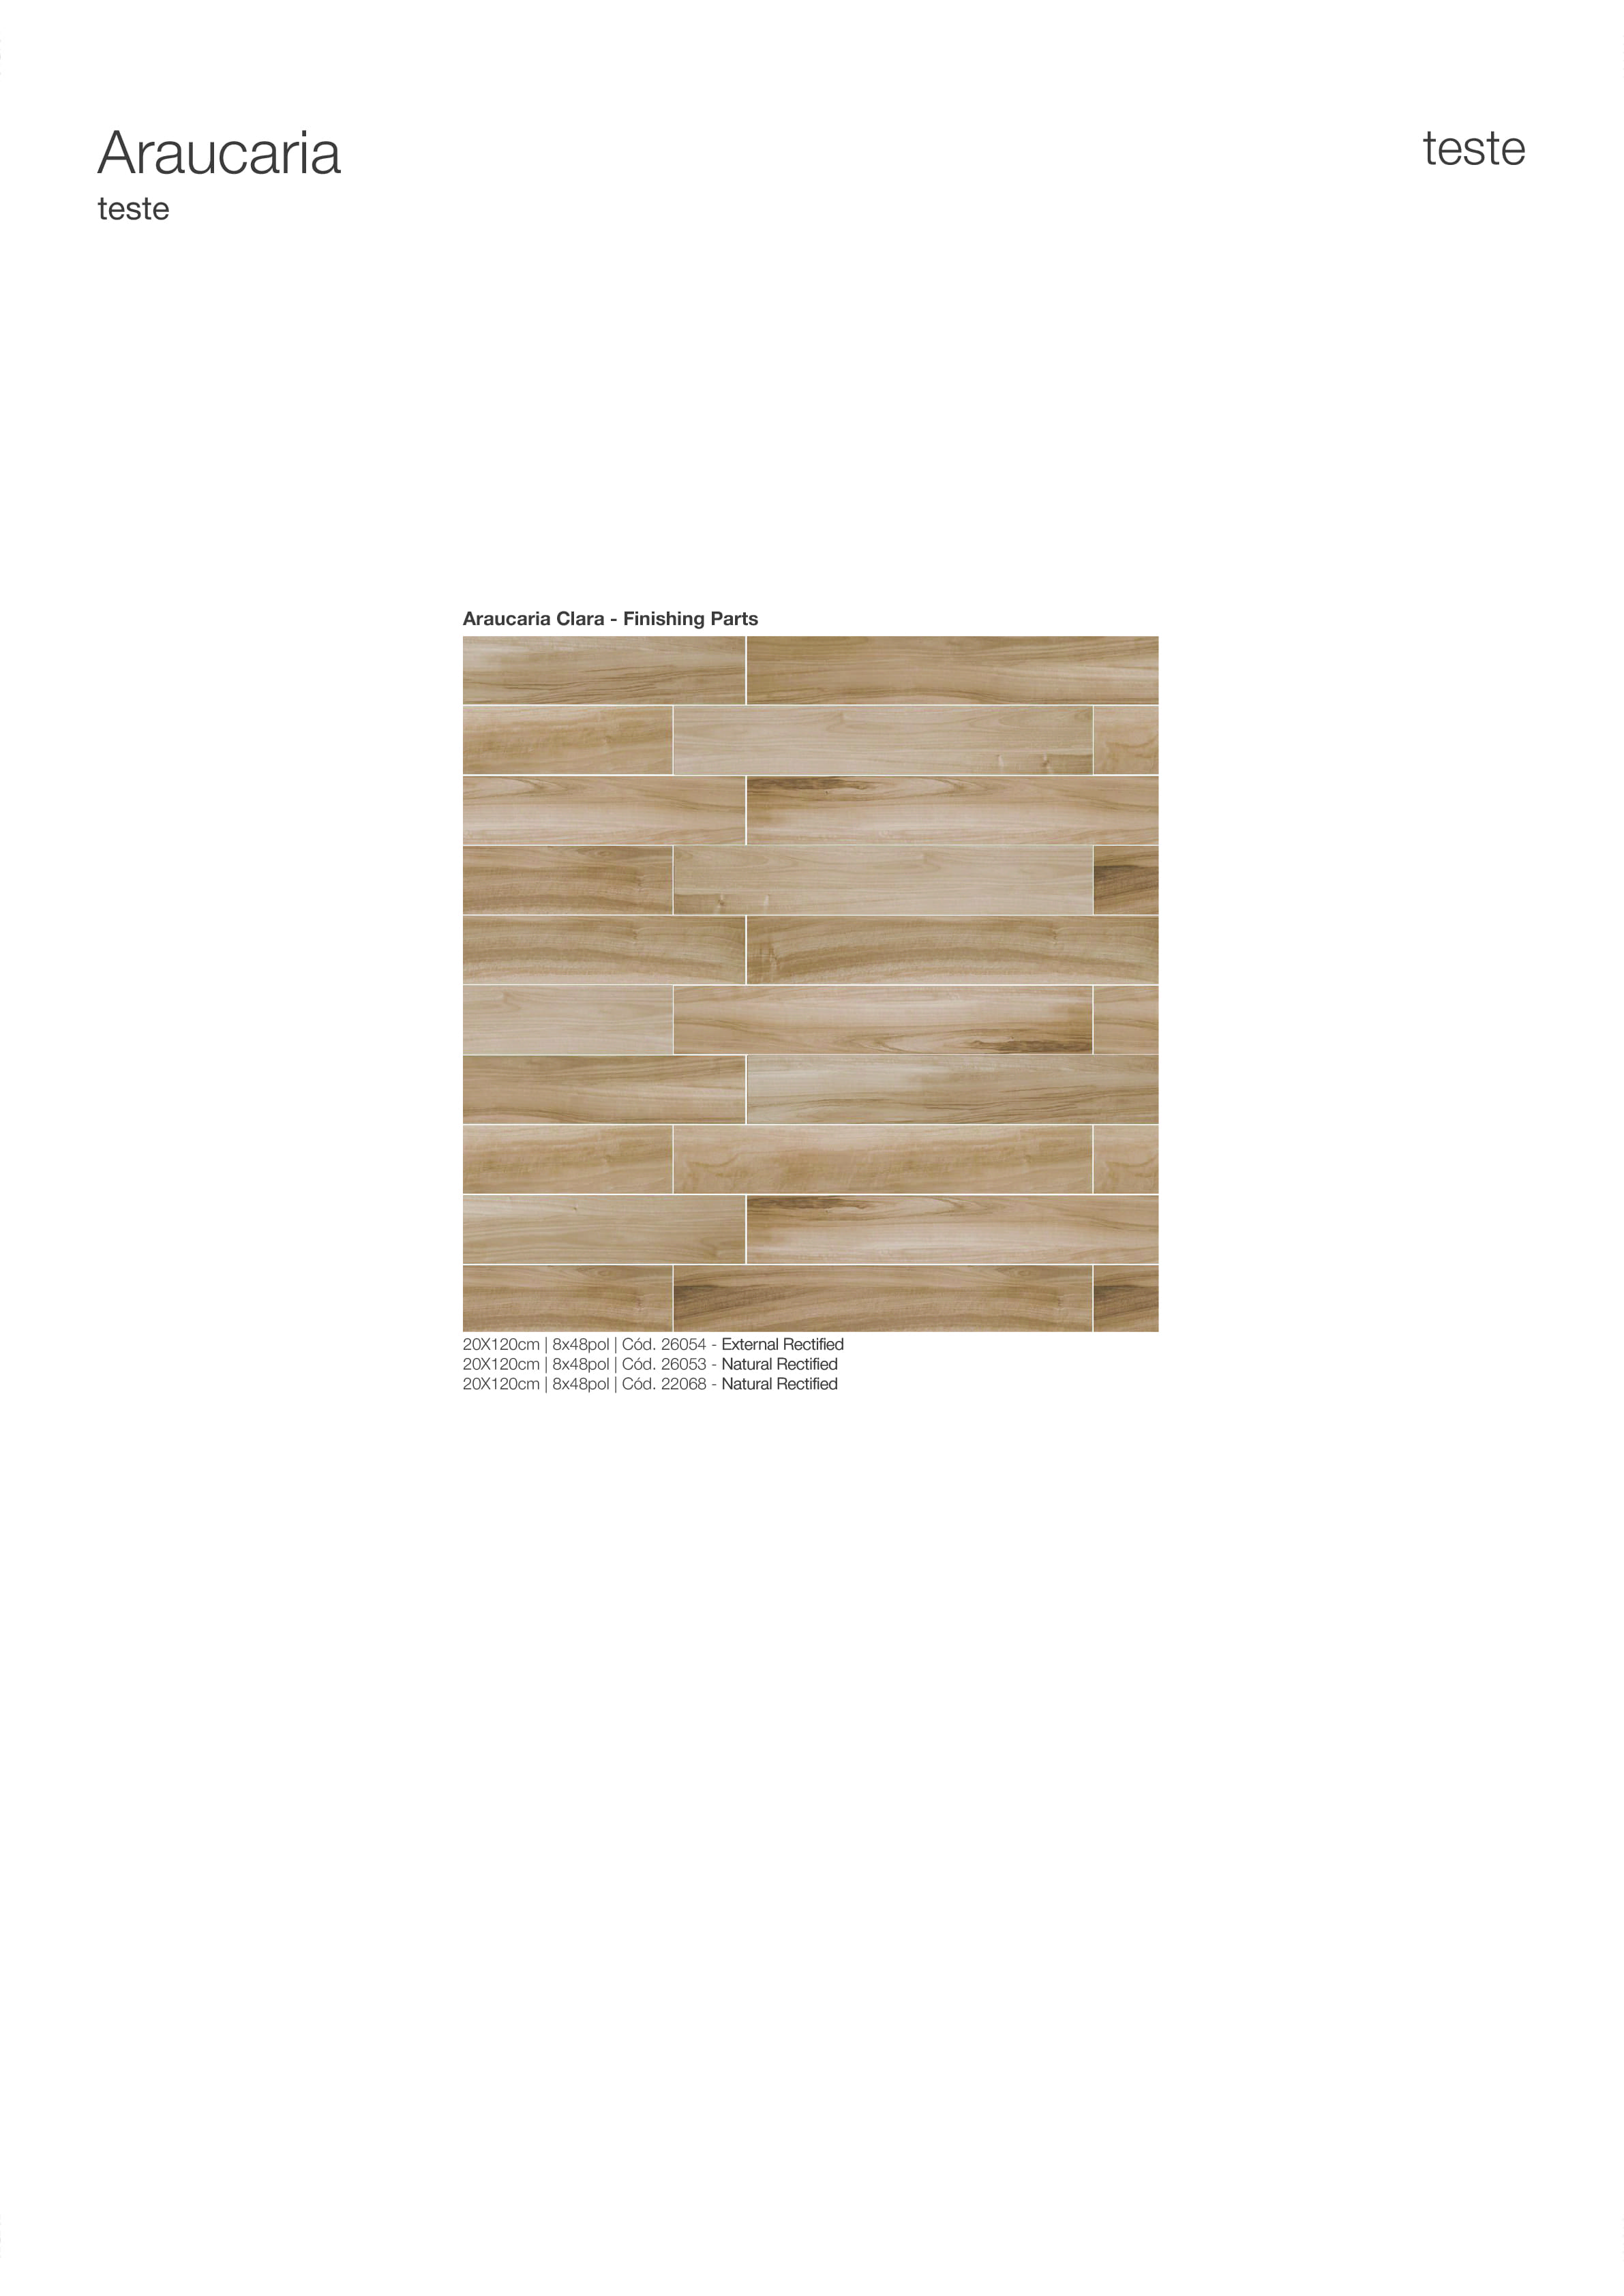 Araucaria
teste
teste
Araucaria Clara - Finishing Parts
20X120cm | 8x48pol | Cód. 26054 - External Rectified
20X120cm | 8x48pol | Cód. 26053 - Natural Rectified
20X120cm | 8x48pol | Cód. 22068 - Natural Rectified